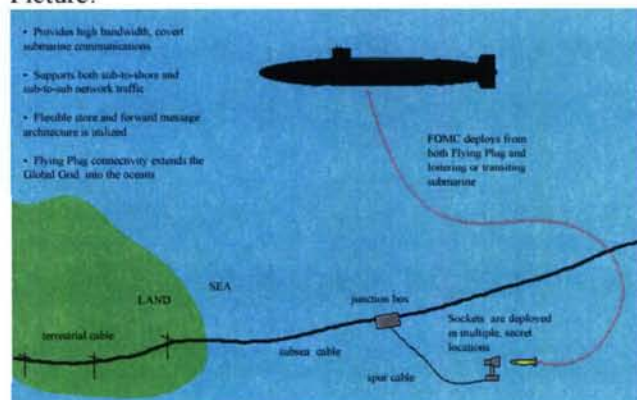 Picture:
• Provides high bandwidth, covert
submarine communications
• Supports both sub-to-shore and
sub-to-sub network traffic
• Flexible store and forward message
architecture is utilized
• Flying Plug connectivity extends the
Global Grid into the oceans
FOMC deploys from
both Flying Plug and
loitering or transiting
submarine
LAND
SEA
junction box
terrestrial cable
subsea cable
Sockets are deployed
in multiple, secret
locations
spur cable